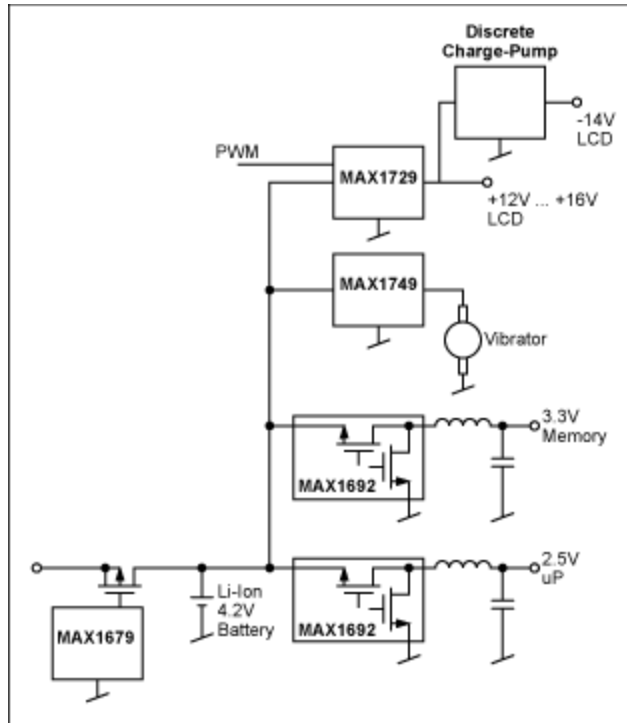 Discrete
Charge-Pump
-14V
LCD
PWM
MAX1729
+12V ... +16V
LCD
MAX1749
Vibrator
3.3V
Memory
MAX1692
2.5V
uP
Li-Ion
4.2V
Battery
MAX1692
MAX1679